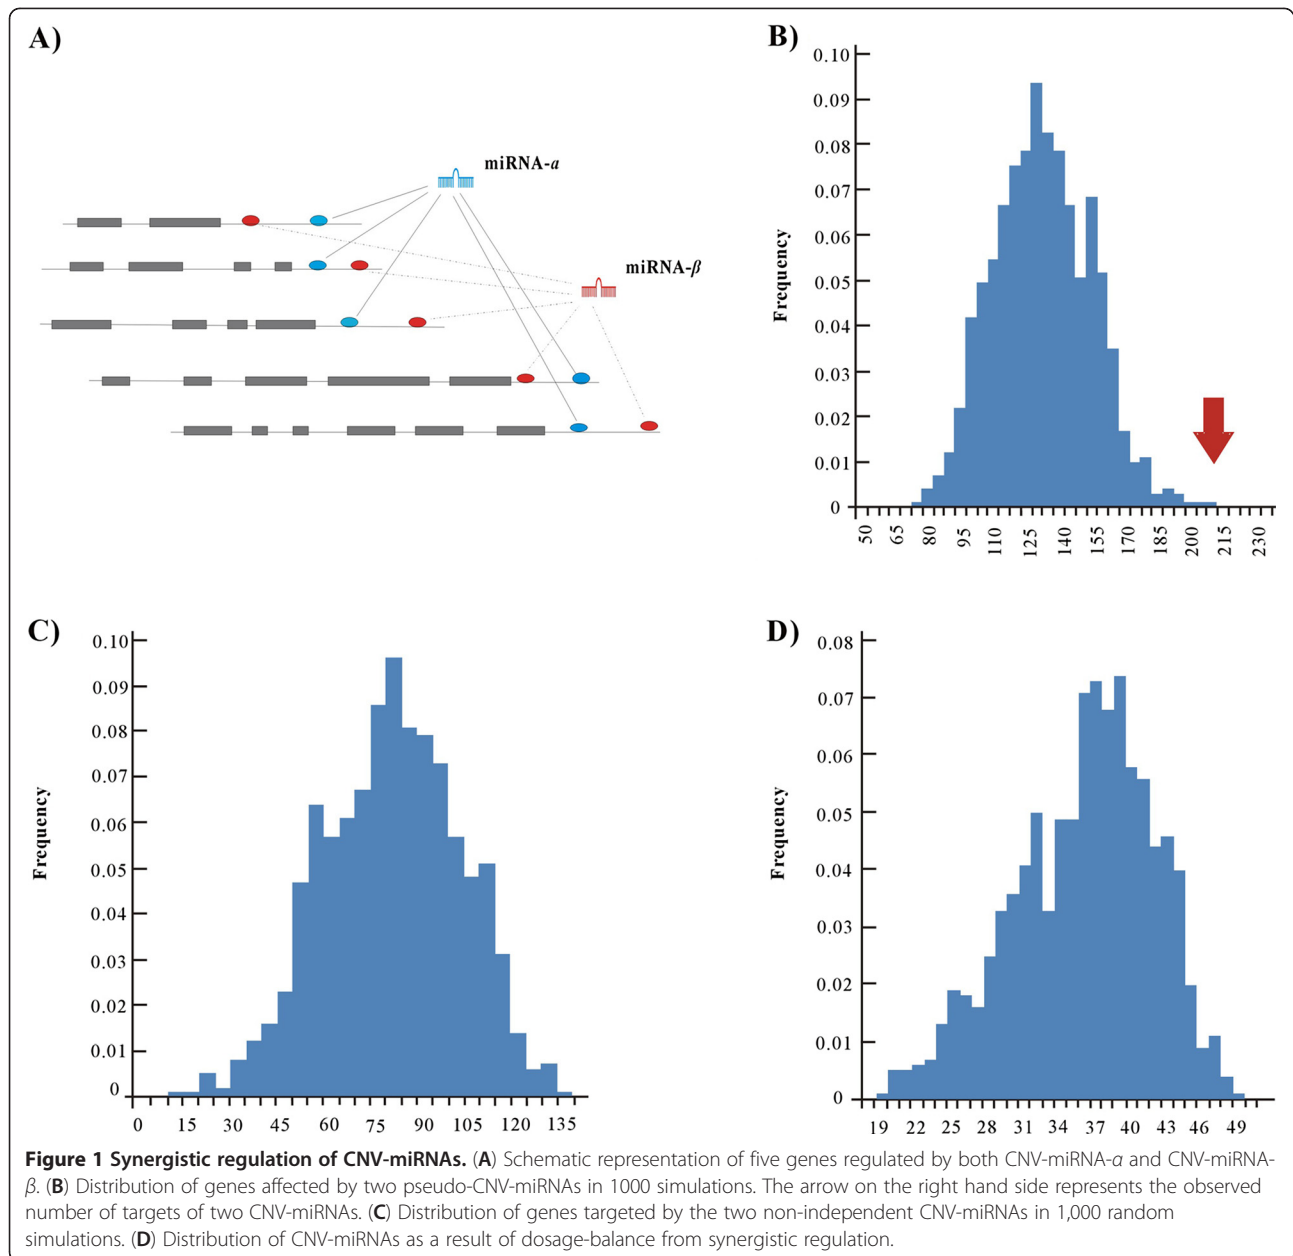 A)
miRNA-α
miRNA-β
B)
Frequency
0.10
0.09
0.08
0.07
0.06
0.05
0.04
0.03
0.02
0.01
0
50 65 80 95 110 125 140 155 170 185 200 215 230
C)
Frequency
0.10
0.09
0.08
0.07
0.06
0.05
0.04
0.03
0.02
0.01
0
0 15 30 45 60 75 90 105 120 135
D)
Frequency
0.08
0.07
0.06
0.05
0.04
0.03
0.02
0.01
0
19 22 25 28 31 34 37 40 43 46 49
Figure 1 Synergistic regulation of CNV-miRNAs. (A) Schematic representation of five genes regulated by both CNV-miRNA-α and CNV-miRNA-
β. (B) Distribution of genes affected by two pseudo-CNV-miRNAs in 1000 simulations. The arrow on the right hand side represents the observed
number of targets of two CNV-miRNAs. (C) Distribution of genes targeted by the two non-independent CNV-miRNAs in 1,000 random
simulations. (D) Distribution of CNV-miRNAs as a result of dosage-balance from synergistic regulation.